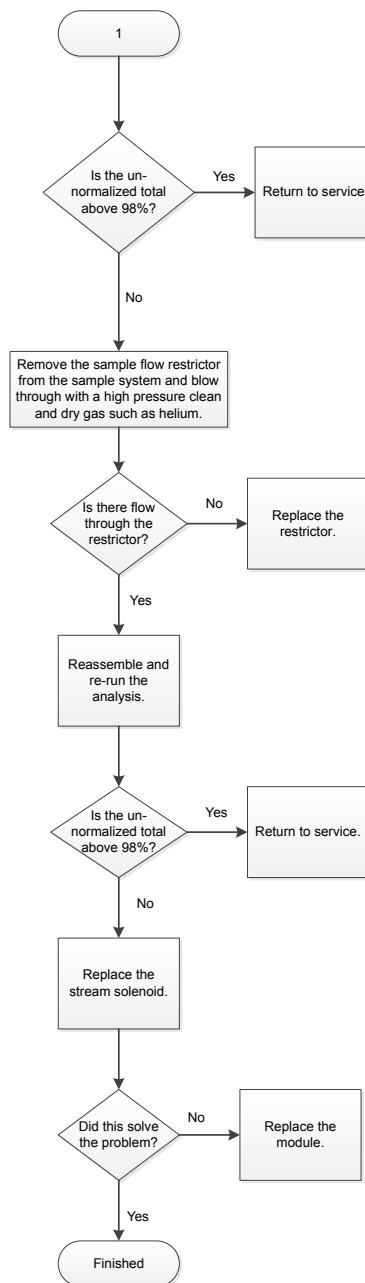 1
Is the un-
normalized total
above 98%?
Yes
Return to service
No
Remove the sample flow restrictor
from the sample system and blow
through with a high pressure clean
and dry gas such as helium.
Is there flow
through the
restrictor?
No
Replace the
restrictor.
Yes
Reassemble and
re-run the
analysis.
Is the un-
normalized total
above 98%?
Yes
Return to service.
No
Replace the
stream solenoid.
Did this solve
the problem?
No
Replace the
module.
Yes
Finished